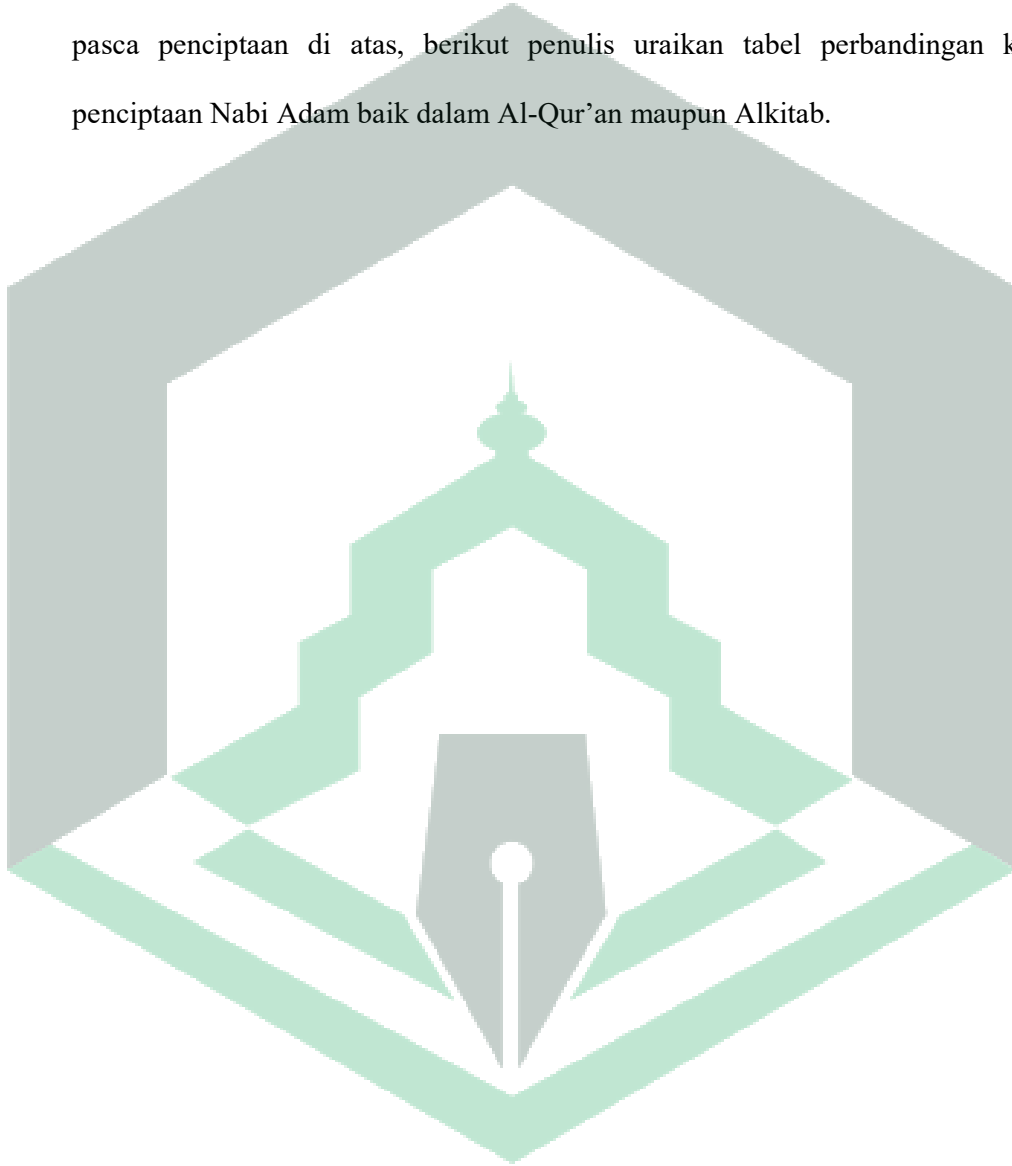 pasca penciptaan di atas, berikut penulis uraikan tabel perbandingan
penciptaan Nabi Adam baik dalam Al-Qur’an maupun Alkitab.